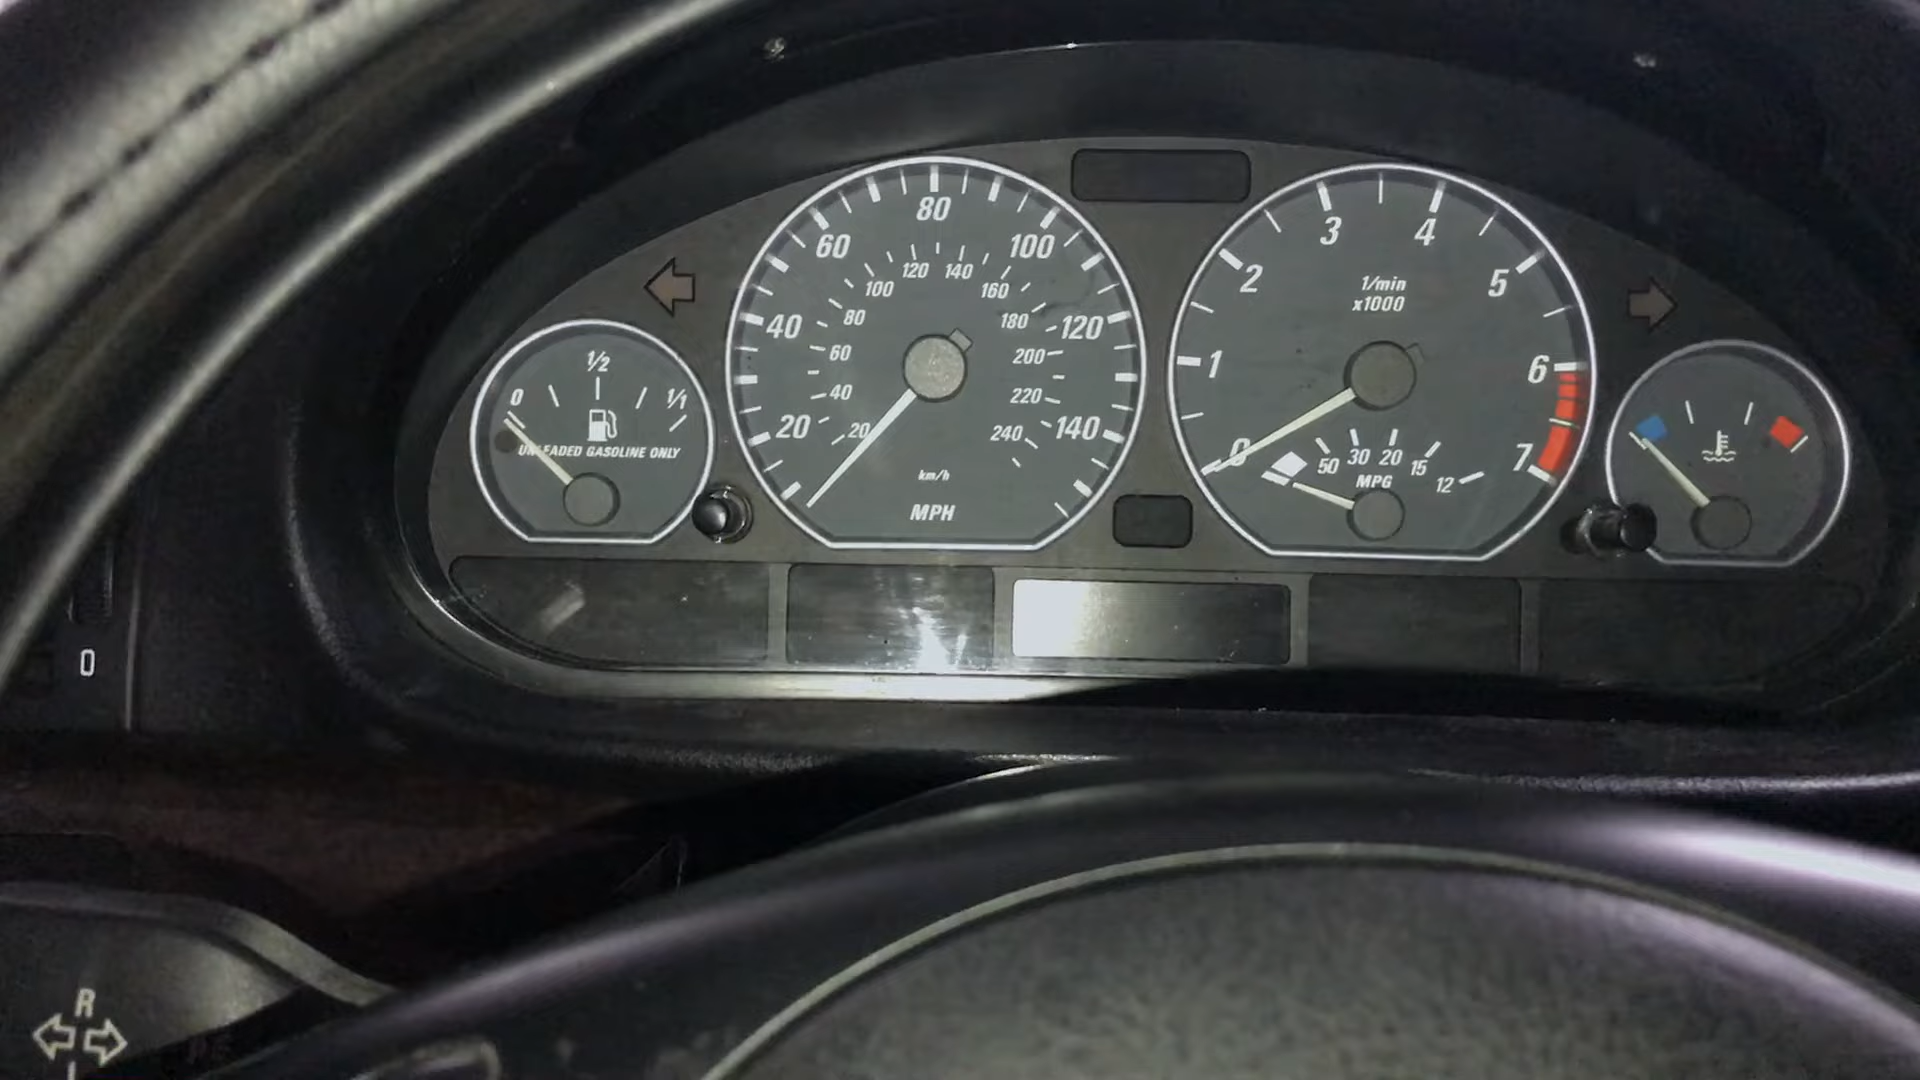 0 1/2 1/1
UNLEADED GASOLINE ONLY
20 40 60 80 100 120 140
20 40 60 80 100 120 140 160 180 200 220 240
km/h
MPH
0 1 2 3 4 5 6 7
1/min
x1000
50 30 20 15 12
MPG
0
R
L